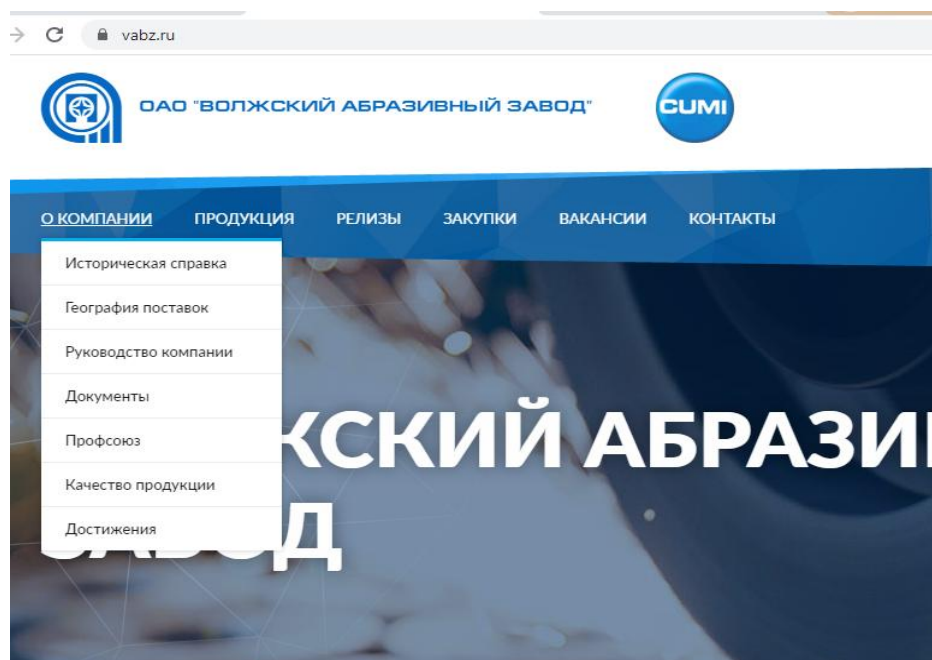 vabz.ru
ОАО "ВОЛЖСКИЙ АБРАЗИВНЫЙ ЗАВОД"
CUMI
О КОМПАНИИ ПРОДУКЦИЯ РЕЛИЗЫ ЗАКУПКИ ВАКАНСИИ КОНТАКТЫ
Историческая справка
География поставок
Руководство компании
Документы
Профсоюз
Качество продукции
Достижения
КСКИЙ АБРАЗИ
ЗАВОД